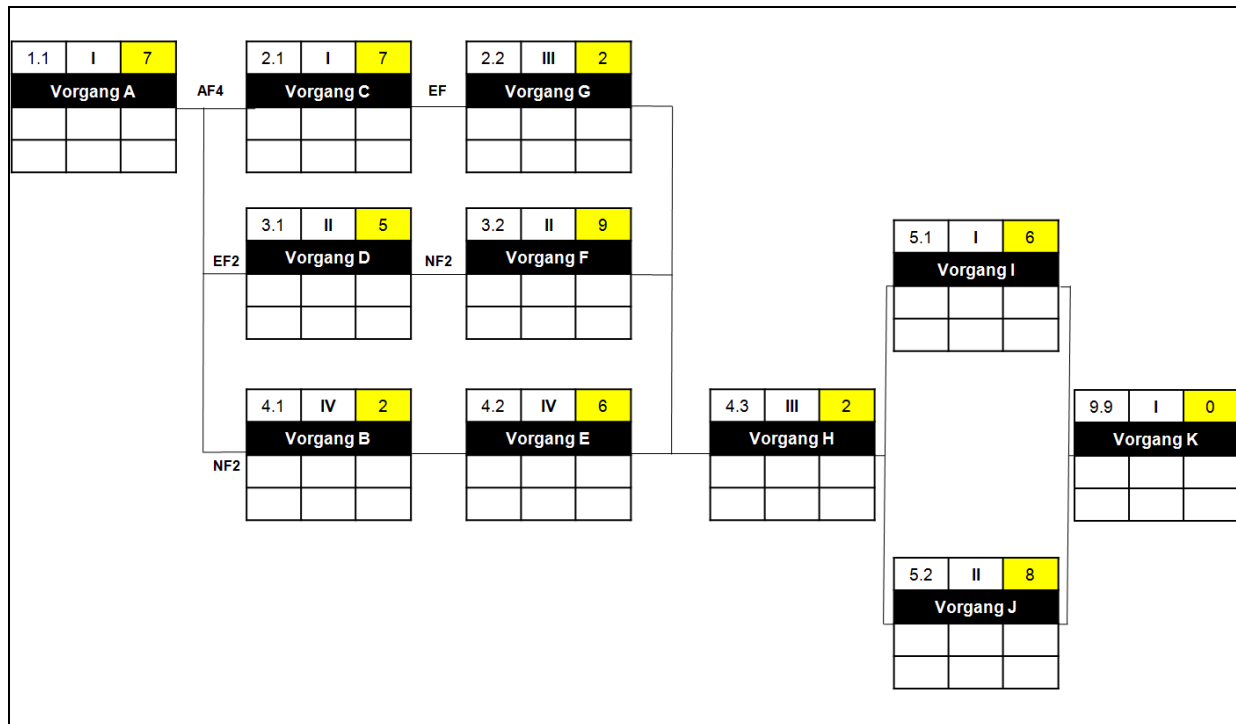 1.1 I 7 2.1 I 7 2.2 III 2
Vorgang A AF4 Vorgang C EF Vorgang G
3.1 II 5 3.2 II 9 5.1 I 6
EF2 Vorgang D NF2 Vorgang F Vorgang I
4.1 IV 2 4.2 IV 6 4.3 III 2 9.9 I 0
Vorgang B Vorgang E Vorgang H Vorgang K
NF2
5.2 II 8
Vorgang J